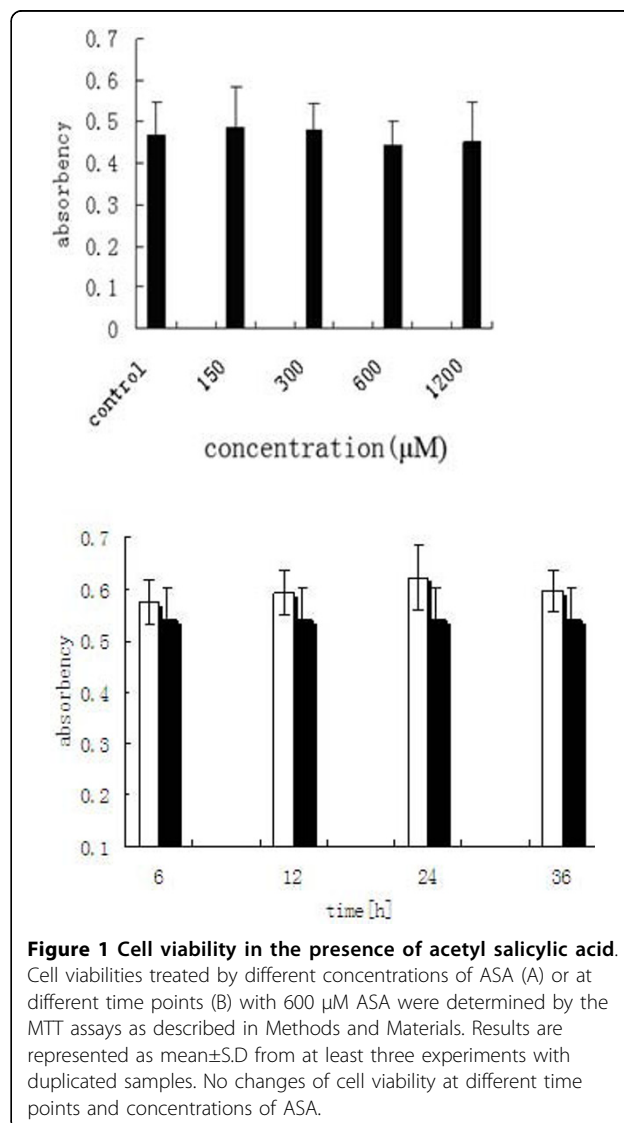 0.7
0.6
0.5
0.4
0.3
0.2
0.1
0
absorbency
control
150
300
600
1200
concentration(μM)
0.7
0.6
0.5
0.4
0.3
0.2
0.1
absorbency
6
12
24
36
time[h]
Figure 1 Cell viability in the presence of acetyl salicylic acid.
Cell viabilities treated by different concentrations of ASA (A) or at
different time points (B) with 600 μM ASA were determined by the
MTT assays as described in Methods and Materials. Results are
represented as mean±S.D from at least three experiments with
duplicated samples. No changes of cell viability at different time
points and concentrations of ASA.